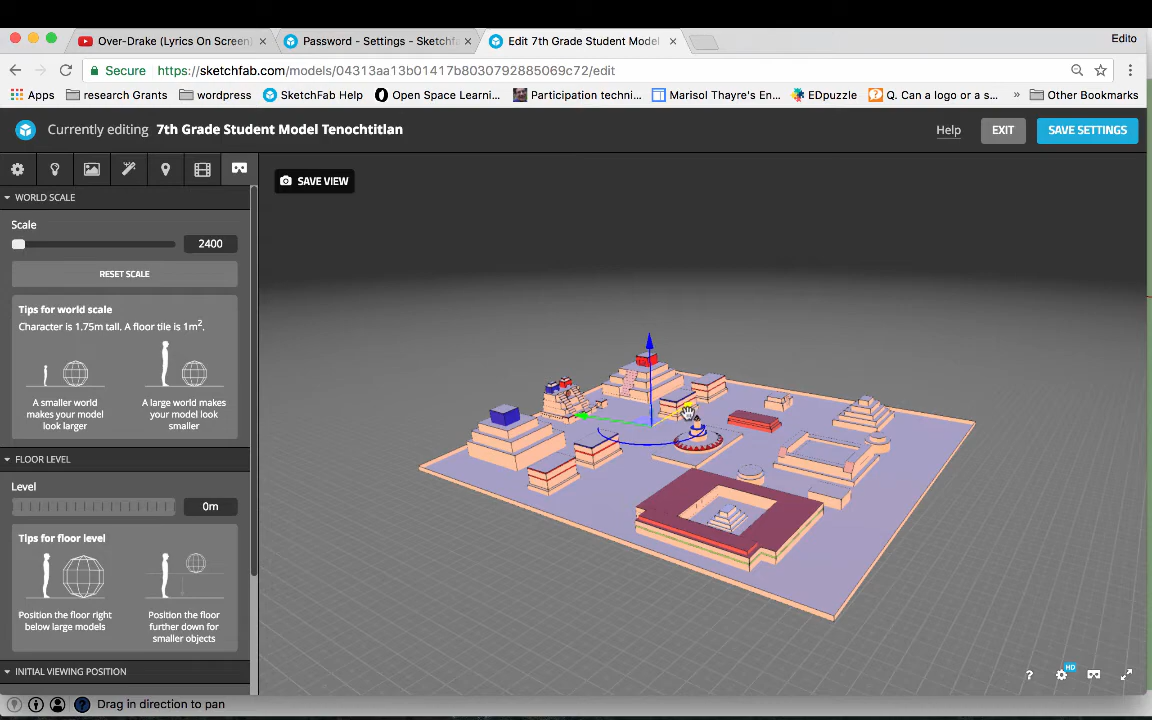 Over-Drake (Lyrics On Screen)
Password - Settings - Sketchf
Edit 7th Grade Student Model
Edito
Secure
https://sketchfab.com/models/04313aa13b01417b8030792885069c72/edit
Apps
research Grants
wordpress
SketchFab Help
Open Space Learnin...
Participation techni...
Marisol Thayre's En...
EDpuzzle
Q. Can a logo or a s...
»
Other Bookmarks
Currently editing 7th Grade Student Model Tenochtitlan
Help
EXIT
SAVE SETTINGS
SAVE VIEW
WORLD SCALE
Scale
2400
RESET SCALE
Tips for world scale
Character is 1.75m tall. A floor tile is 1m².
A smaller world
makes your model
look larger
A large world makes
your model look
smaller
FLOOR LEVEL
Level
0m
Tips for floor level
Position the floor right
below large models
Position the floor
further down for
smaller objects
INITIAL VIEWING POSITION
?
HD
Drag in direction to pan